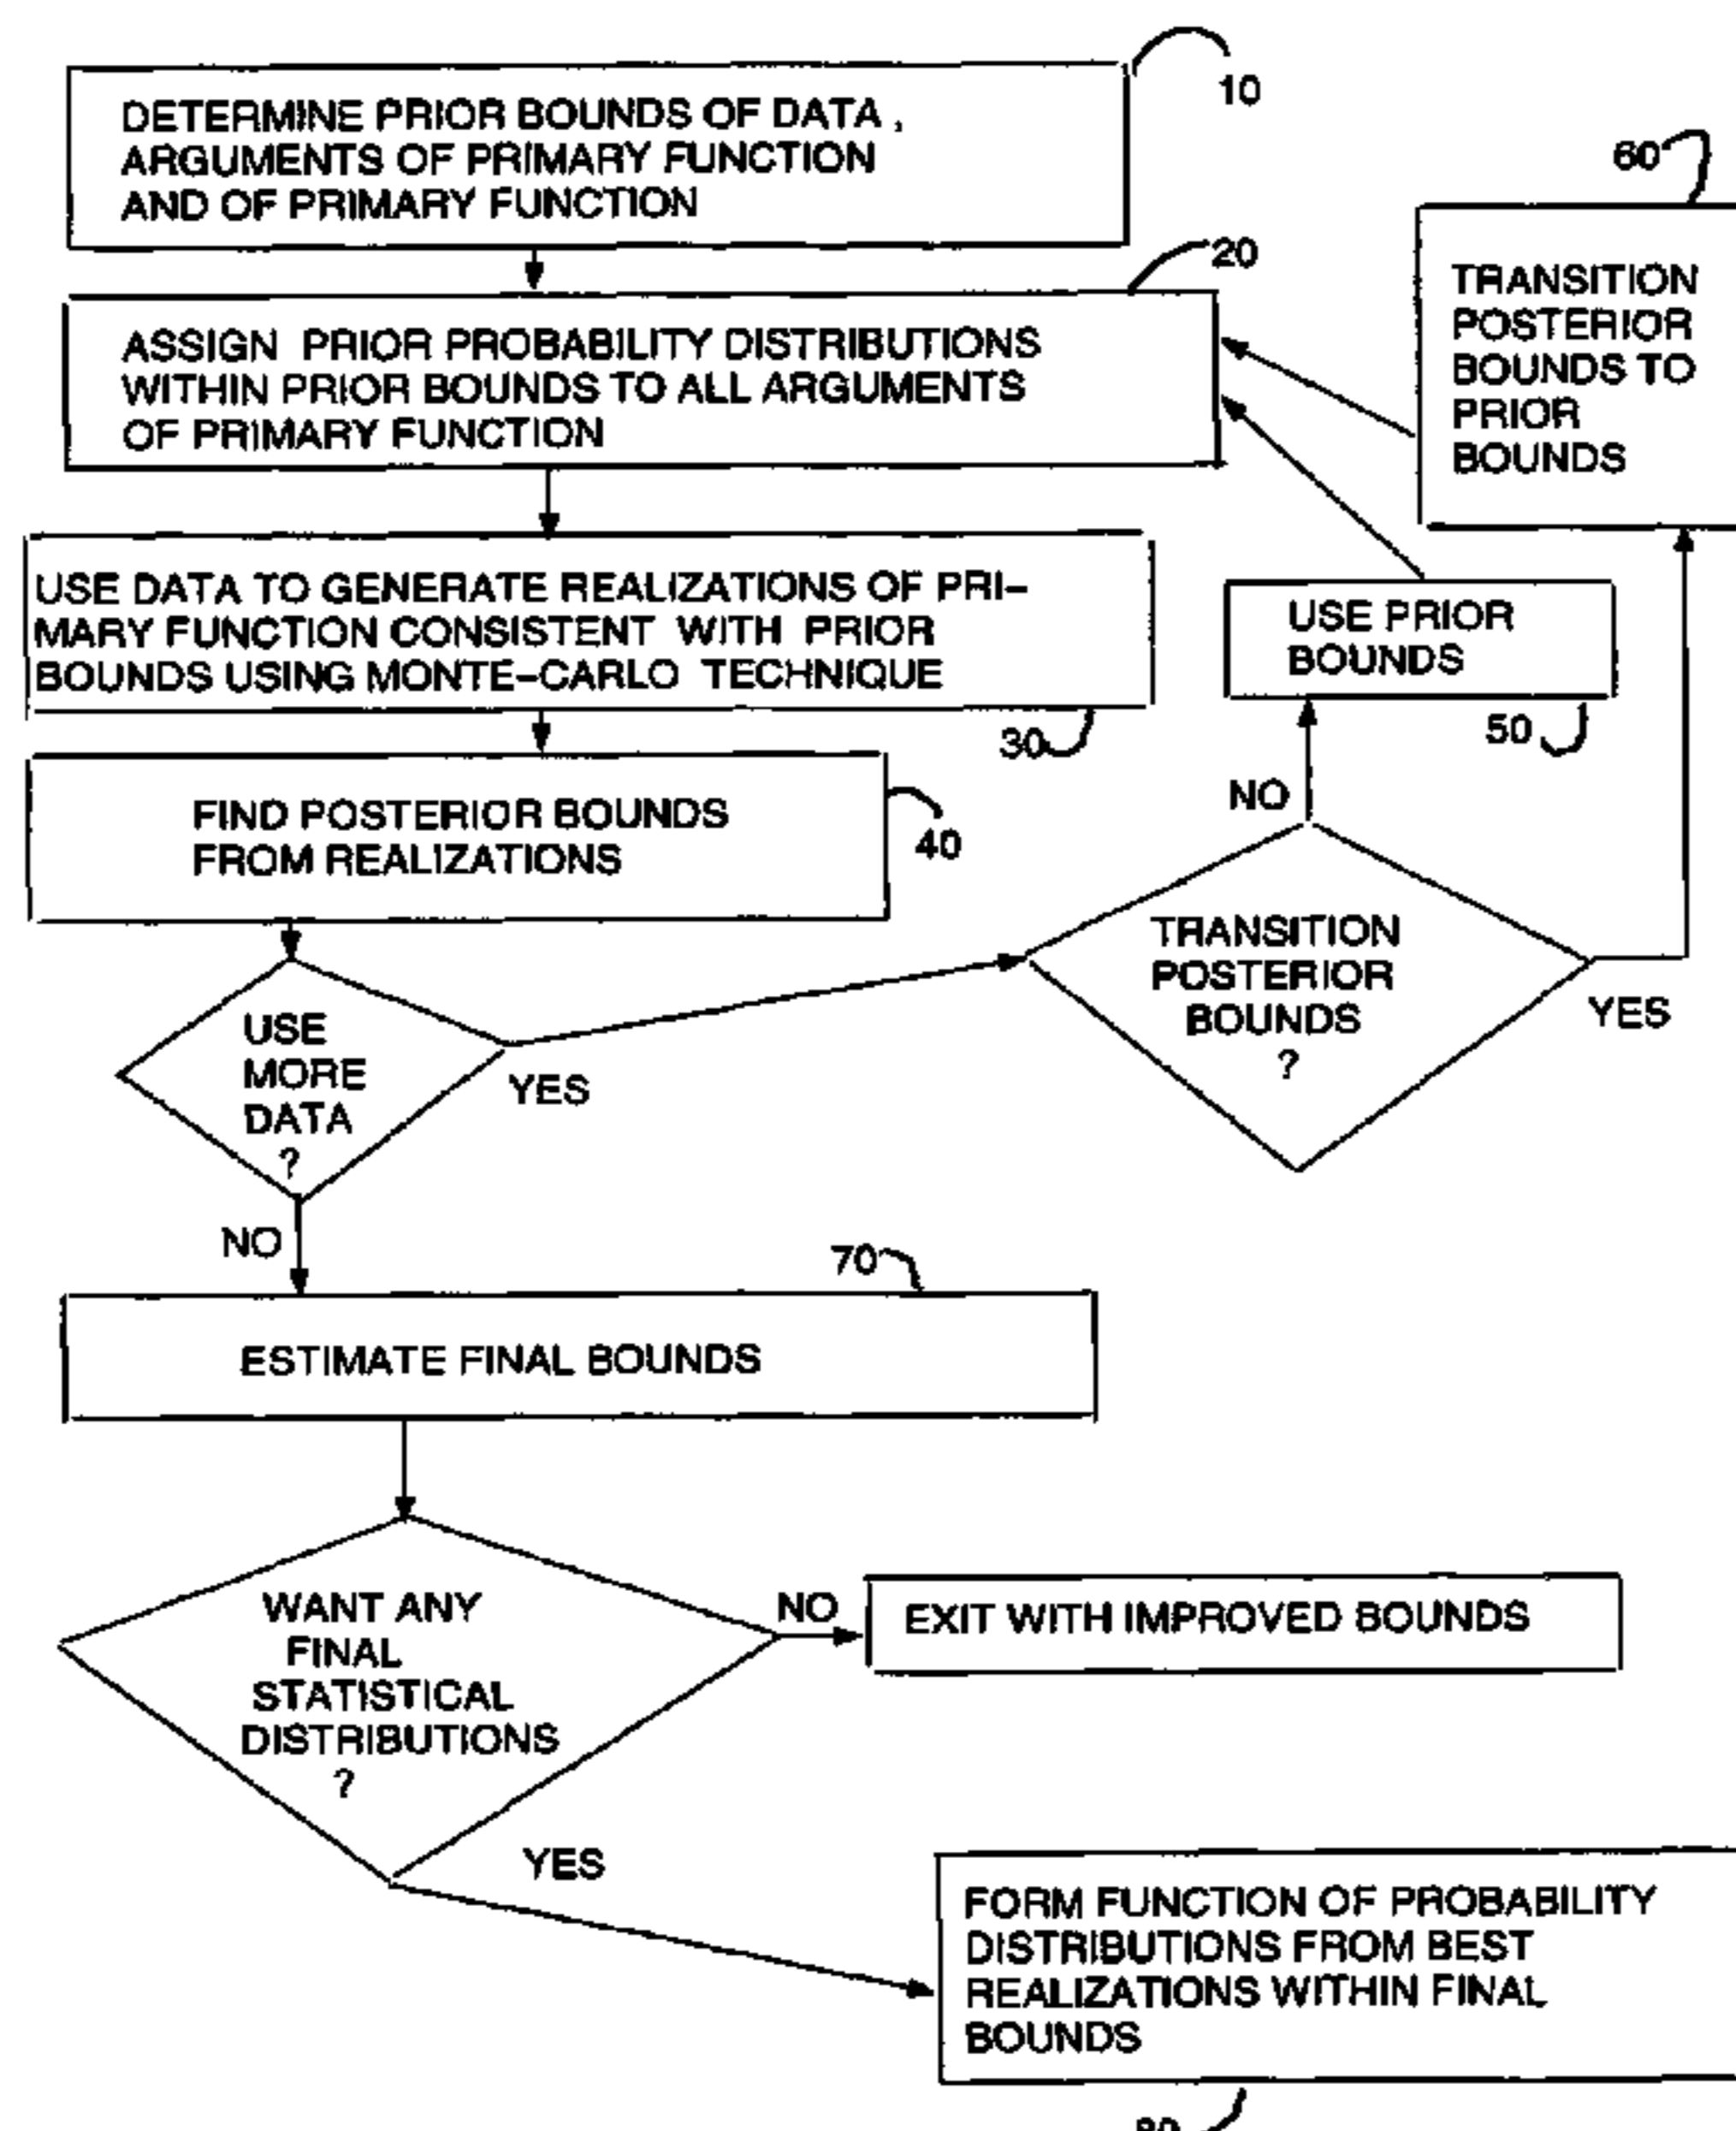 10
DETERMINE PRIOR BOUNDS OF DATA ,
ARGUMENTS OF PRIMARY FUNCTION
AND OF PRIMARY FUNCTION
60
20
TRANSITION
POSTERIOR
BOUNDS TO
PRIOR
BOUNDS
ASSIGN PRIOR PROBABILITY DISTRIBUTIONS
WITHIN PRIOR BOUNDS TO ALL ARGUMENTS
OF PRIMARY FUNCTION
USE DATA TO GENERATE REALIZATIONS OF PRI-
MARY FUNCTION CONSISTENT WITH PRIOR
BOUNDS USING MONTE-CARLO TECHNIQUE
30
USE PRIOR
BOUNDS
50
FIND POSTERIOR BOUNDS
FROM REALIZATIONS
40
NO
TRANSITION
POSTERIOR
BOUNDS
?
YES
USE
MORE
DATA
?
YES
NO
70
ESTIMATE FINAL BOUNDS
WANT ANY
FINAL
STATISTICAL
DISTRIBUTIONS
?
NO
EXIT WITH IMPROVED BOUNDS
YES
FORM FUNCTION OF PROBABILITY
DISTRIBUTIONS FROM BEST
REALIZATIONS WITHIN FINAL
BOUNDS